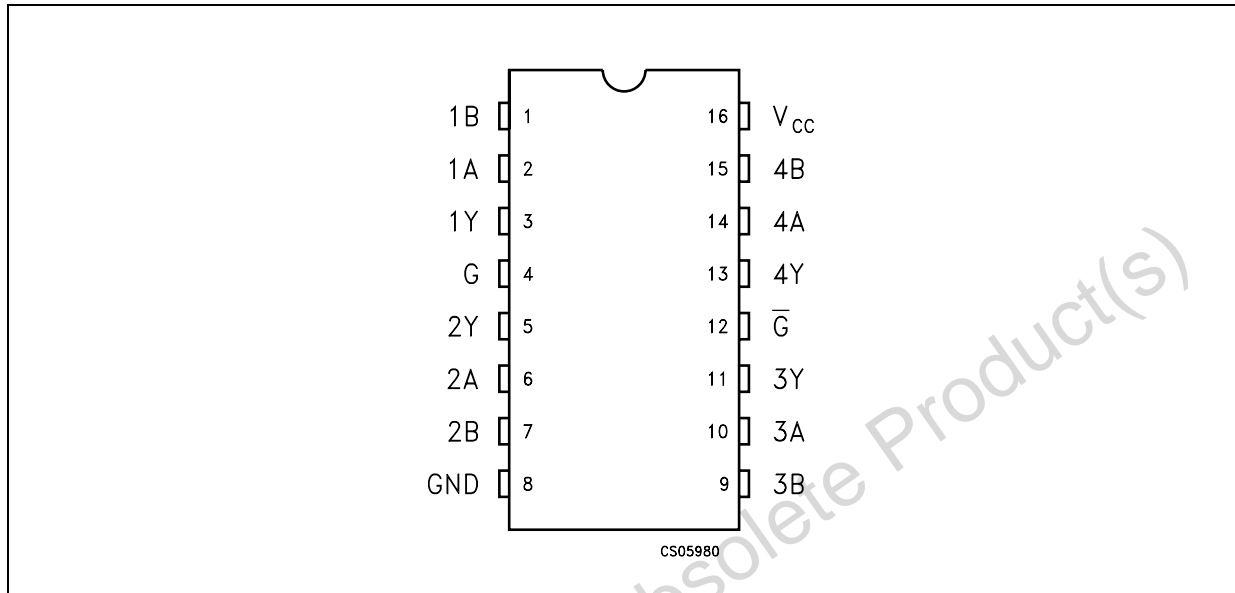 1B 1 16 VCC
1A 2 15 4B
1Y 3 14 4A
G 4 13 4Y
2Y 5 12 G̅
2A 6 11 3Y
2B 7 10 3A
GND 8 9 3B
CS05980
bsolete Product(s)